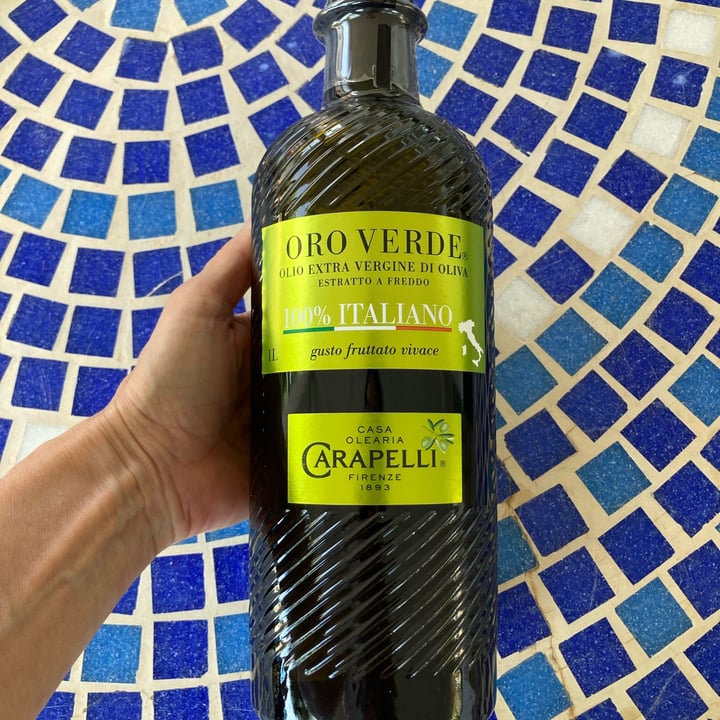 ORO VERDE®
OLIO EXTRA VERGINE DI OLIVA
ESTRATTO A FREDDO
100% ITALIANO
1L gusto fruttato vivace
CASA
OLEARIA
CARAPELLI®
FIRENZE
1893